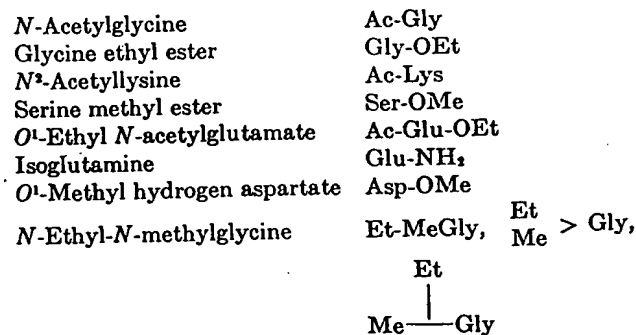 N-Acetylglycine Ac-Gly
Glycine ethyl ester Gly-OEt
N²-Acetyllysine Ac-Lys
Serine methyl ester Ser-OMe
O¹-Ethyl N-acetylglutamate Ac-Glu-OEt
Isoglutamine Glu-NH₂
O¹-Methyl hydrogen aspartate Asp-OMe
N-Ethyl-N-methylglycine Et-MeGly, Et Me > Gly,
Et
Me—Gly